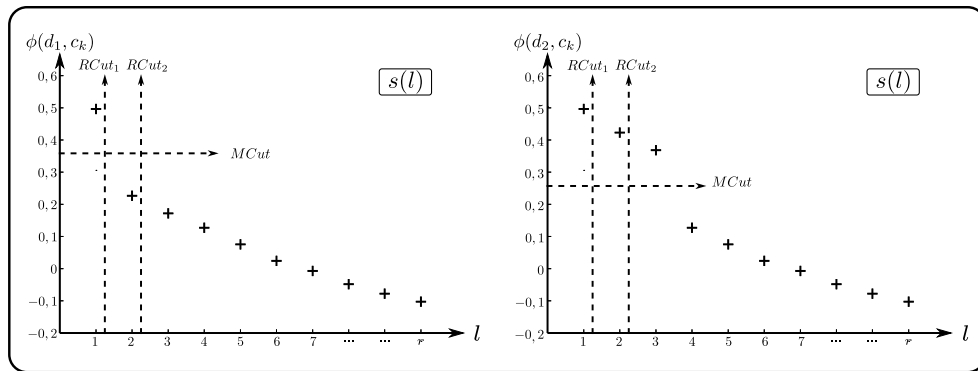 ϕ(d₁, cₖ)
RCut₁ RCut₂
s(l)
0, 6
0, 5
0, 4
MCut
0, 3
0, 2
0, 1
0
−0, 1
−0, 2
1 2 3 4 5 6 7 ... ... r
l
ϕ(d₂, cₖ)
RCut₁ RCut₂
s(l)
0, 6
0, 5
0, 4
0, 3
MCut
0, 2
0, 1
0
−0, 1
−0, 2
1 2 3 4 5 6 7 ... ... r
l